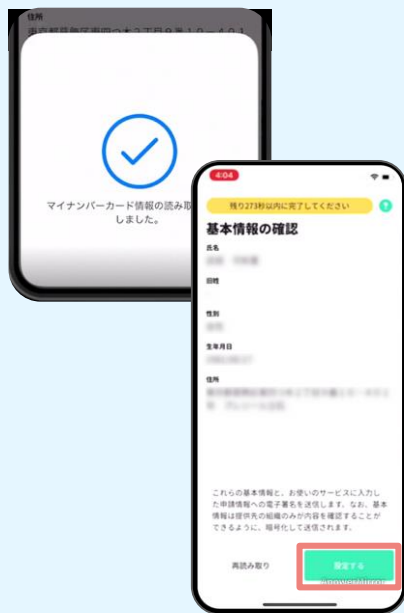 住所
マイナンバーカード情報の読み取
しました。
4:04
残り273秒以内に完了してください
基本情報の確認
氏名
旧姓
性別
生年月日
住所
これらの基本情報と、お使いのサービスに入力し
た申請情報への電子署名を送信します。なお、基本
情報は提供先の組織のみが内容を確認することが
できるように、暗号化して送信されます。
再読み取り
設定する
ApowerMirror